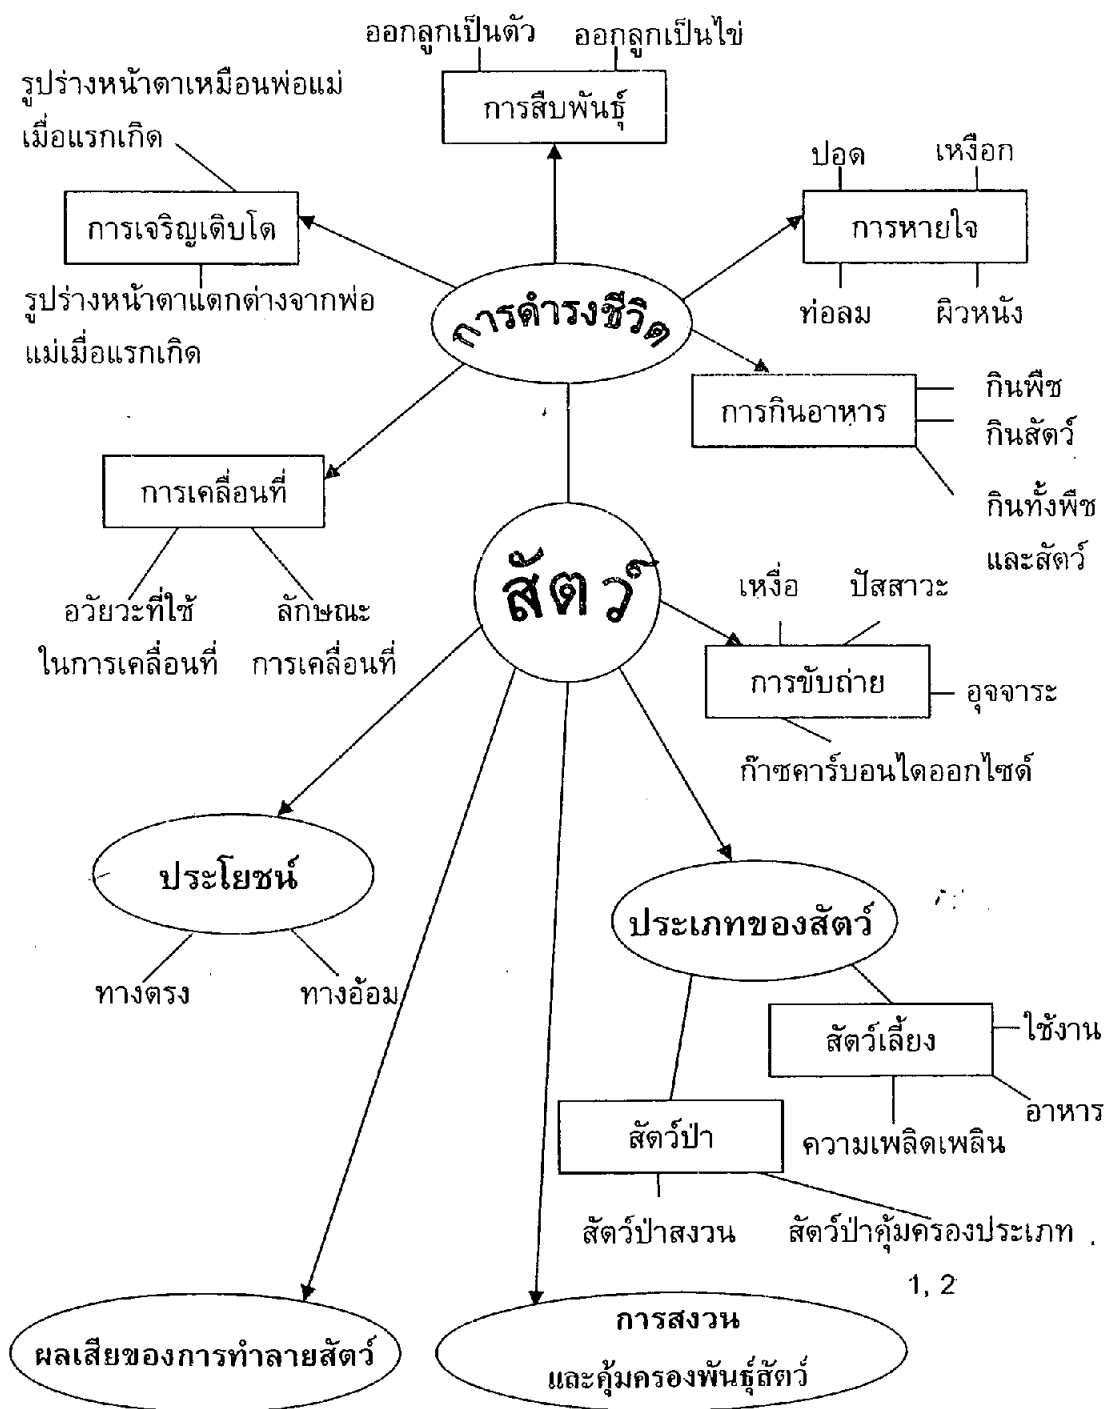 ออกลูกเป็นตัว
ออกลูกเป็นไข่
การสืบพันธุ์
รูปร่างหน้าตาเหมือนพ่อแม่
เมื่อแรกเกิด
การเจริญเติบโต
รูปร่างหน้าตาแตกต่างจากพ่อ
แม่เมื่อแรกเกิด
ปอด
เหงือก
การหายใจ
ท่อลม
ผิวหนัง
การดำรงชีวิต
การกินอาหาร
กินพืช
กินสัตว์
กินทั้งพืช
และสัตว์
การเคลื่อนที่
อวัยวะที่ใช้
ในการเคลื่อนที่
ลักษณะ
การเคลื่อนที่
สัตว์
เหงื่อ
ปัสสาวะ
การขับถ่าย
อุจจาระ
ก๊าซคาร์บอนไดออกไซด์
ประโยชน์
ทางตรง
ทางอ้อม
ประเภทของสัตว์
สัตว์เลี้ยง
ใช้งาน
อาหาร
ความเพลิดเพลิน
สัตว์ป่า
สัตว์ป่าสงวน
สัตว์ป่าคุ้มครองประเภท
1, 2
ผลเสียของการทำลายสัตว์
การสงวน
และคุ้มครองพันธุ์สัตว์